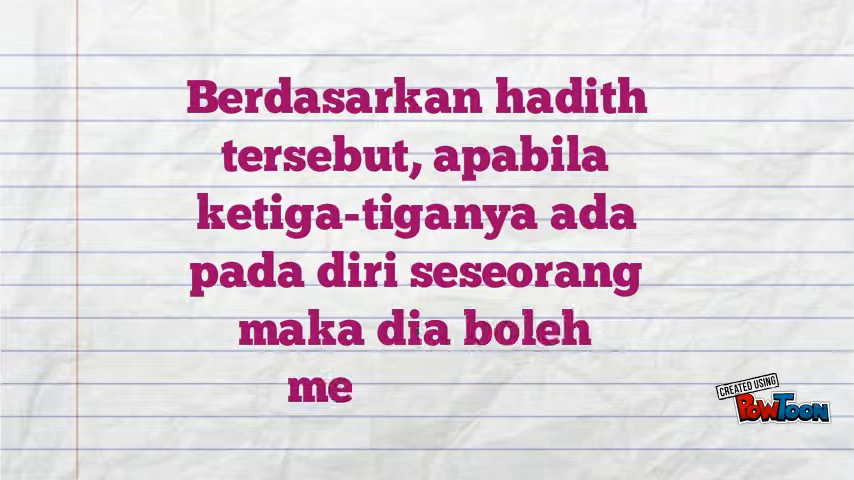 Berdasarkan hadith
tersebut, apabila
ketiga-tiganya ada
pada diri seseorang
maka dia boleh
me
CREATED USING
POWTOON